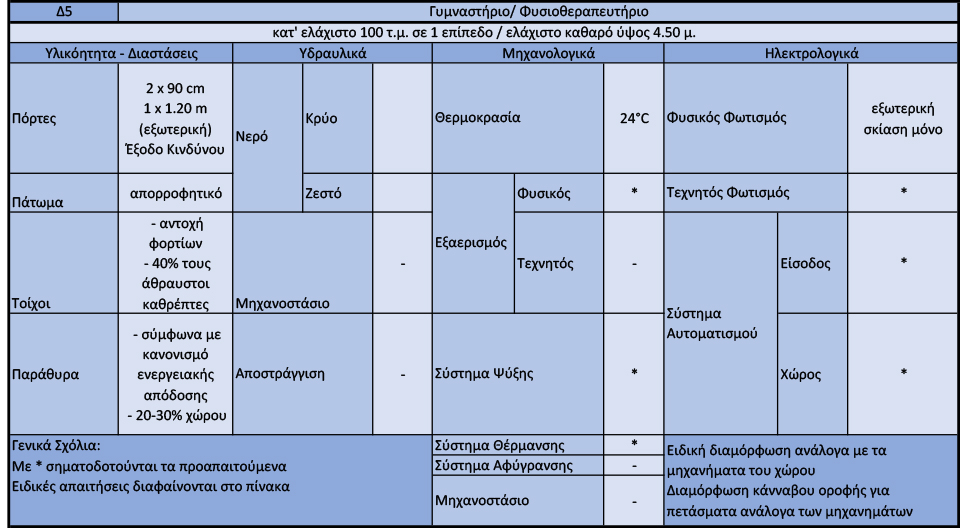 Δ5
Γυμναστήριο/ Φυσιοθεραπευτήριο
κατ' ελάχιστο 100 τ.μ. σε 1 επίπεδο / ελάχιστο καθαρό ύψος 4.50 μ.
Υλικόητητα - Διαστάσεις
Υδραυλικά
Μηχανολογικά
Ηλεκτρολογικά
Πόρτες
2 x 90 cm
1 x 1.20 m
(εξωτερική)
Έξοδο Κινδύνου
Νερό
Κρύο
Θερμοκρασία
24°C
Φυσικός Φωτισμός
εξωτερική
σκίαση μόνο
Πάτωμα
απορροφητικό
Ζεστό
Εξαερισμός
Φυσικός
*
Τεχνητός Φωτισμός
*
Τοίχοι
- αντοχή
φορτίων
- 40% τους
άθραυστοι
καθρέπτες
Μηχανοστάσιο
-
Τεχνητός
-
Σύστημα
Αυτοματισμού
Είσοδος
*
Παράθυρα
- σύμφωνα με
κανονισμό
ενεργειακής
απόδοσης
- 20-30% χώρου
Αποστράγγιση
-
Σύστημα Ψύξης
*
Χώρος
*
Γενικά Σχόλια:
Με * σηματοδοτούνται τα προαπαιτούμενα
Ειδικές απαιτήσεις διαφαίνονται στο πίνακα
Σύστημα Θέρμανσης
*
Σύστημα Αφύγρανσης
-
Μηχανοστάσιο
-
Ειδική διαμόρφωση ανάλογα με τα
μηχανήματα του χώρου
Διαμόρφωση κάνναβου οροφής για
πετάσματα ανάλογα των μηχανημάτων